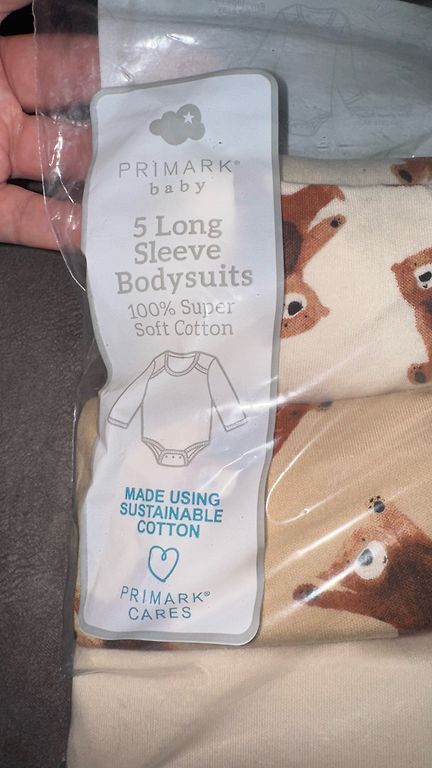 PRIMARK®
baby
5 Long
Sleeve
Bodysuits
100% Super
Soft Cotton
MADE USING
SUSTAINABLE
COTTON
PRIMARK®
CARES